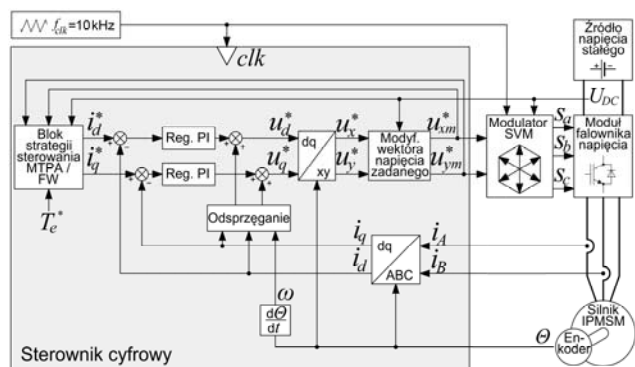 f_clk=10kHz
clk
Źródło
napięcia
stałego
U_DC
Blok
strategii
sterowania
MTPA /
FW
T_e^*
i_d^*
i_q^*
Reg. PI
Reg. PI
u_d^*
u_q^*
dq
xy
u_x^*
u_y^*
Modyf.
wektora
napięcia
zadanego
u_xm^*
u_ym^*
Modulator
SVM
s_a
s_b
s_c
Moduł
falownika
napięcia
Odsprzęganie
i_q
i_d
dq
ABC
i_A
i_B
ω
dΘ
dt
Θ
Silnik
IPMSM
En-
koder
Sterownik cyfrowy